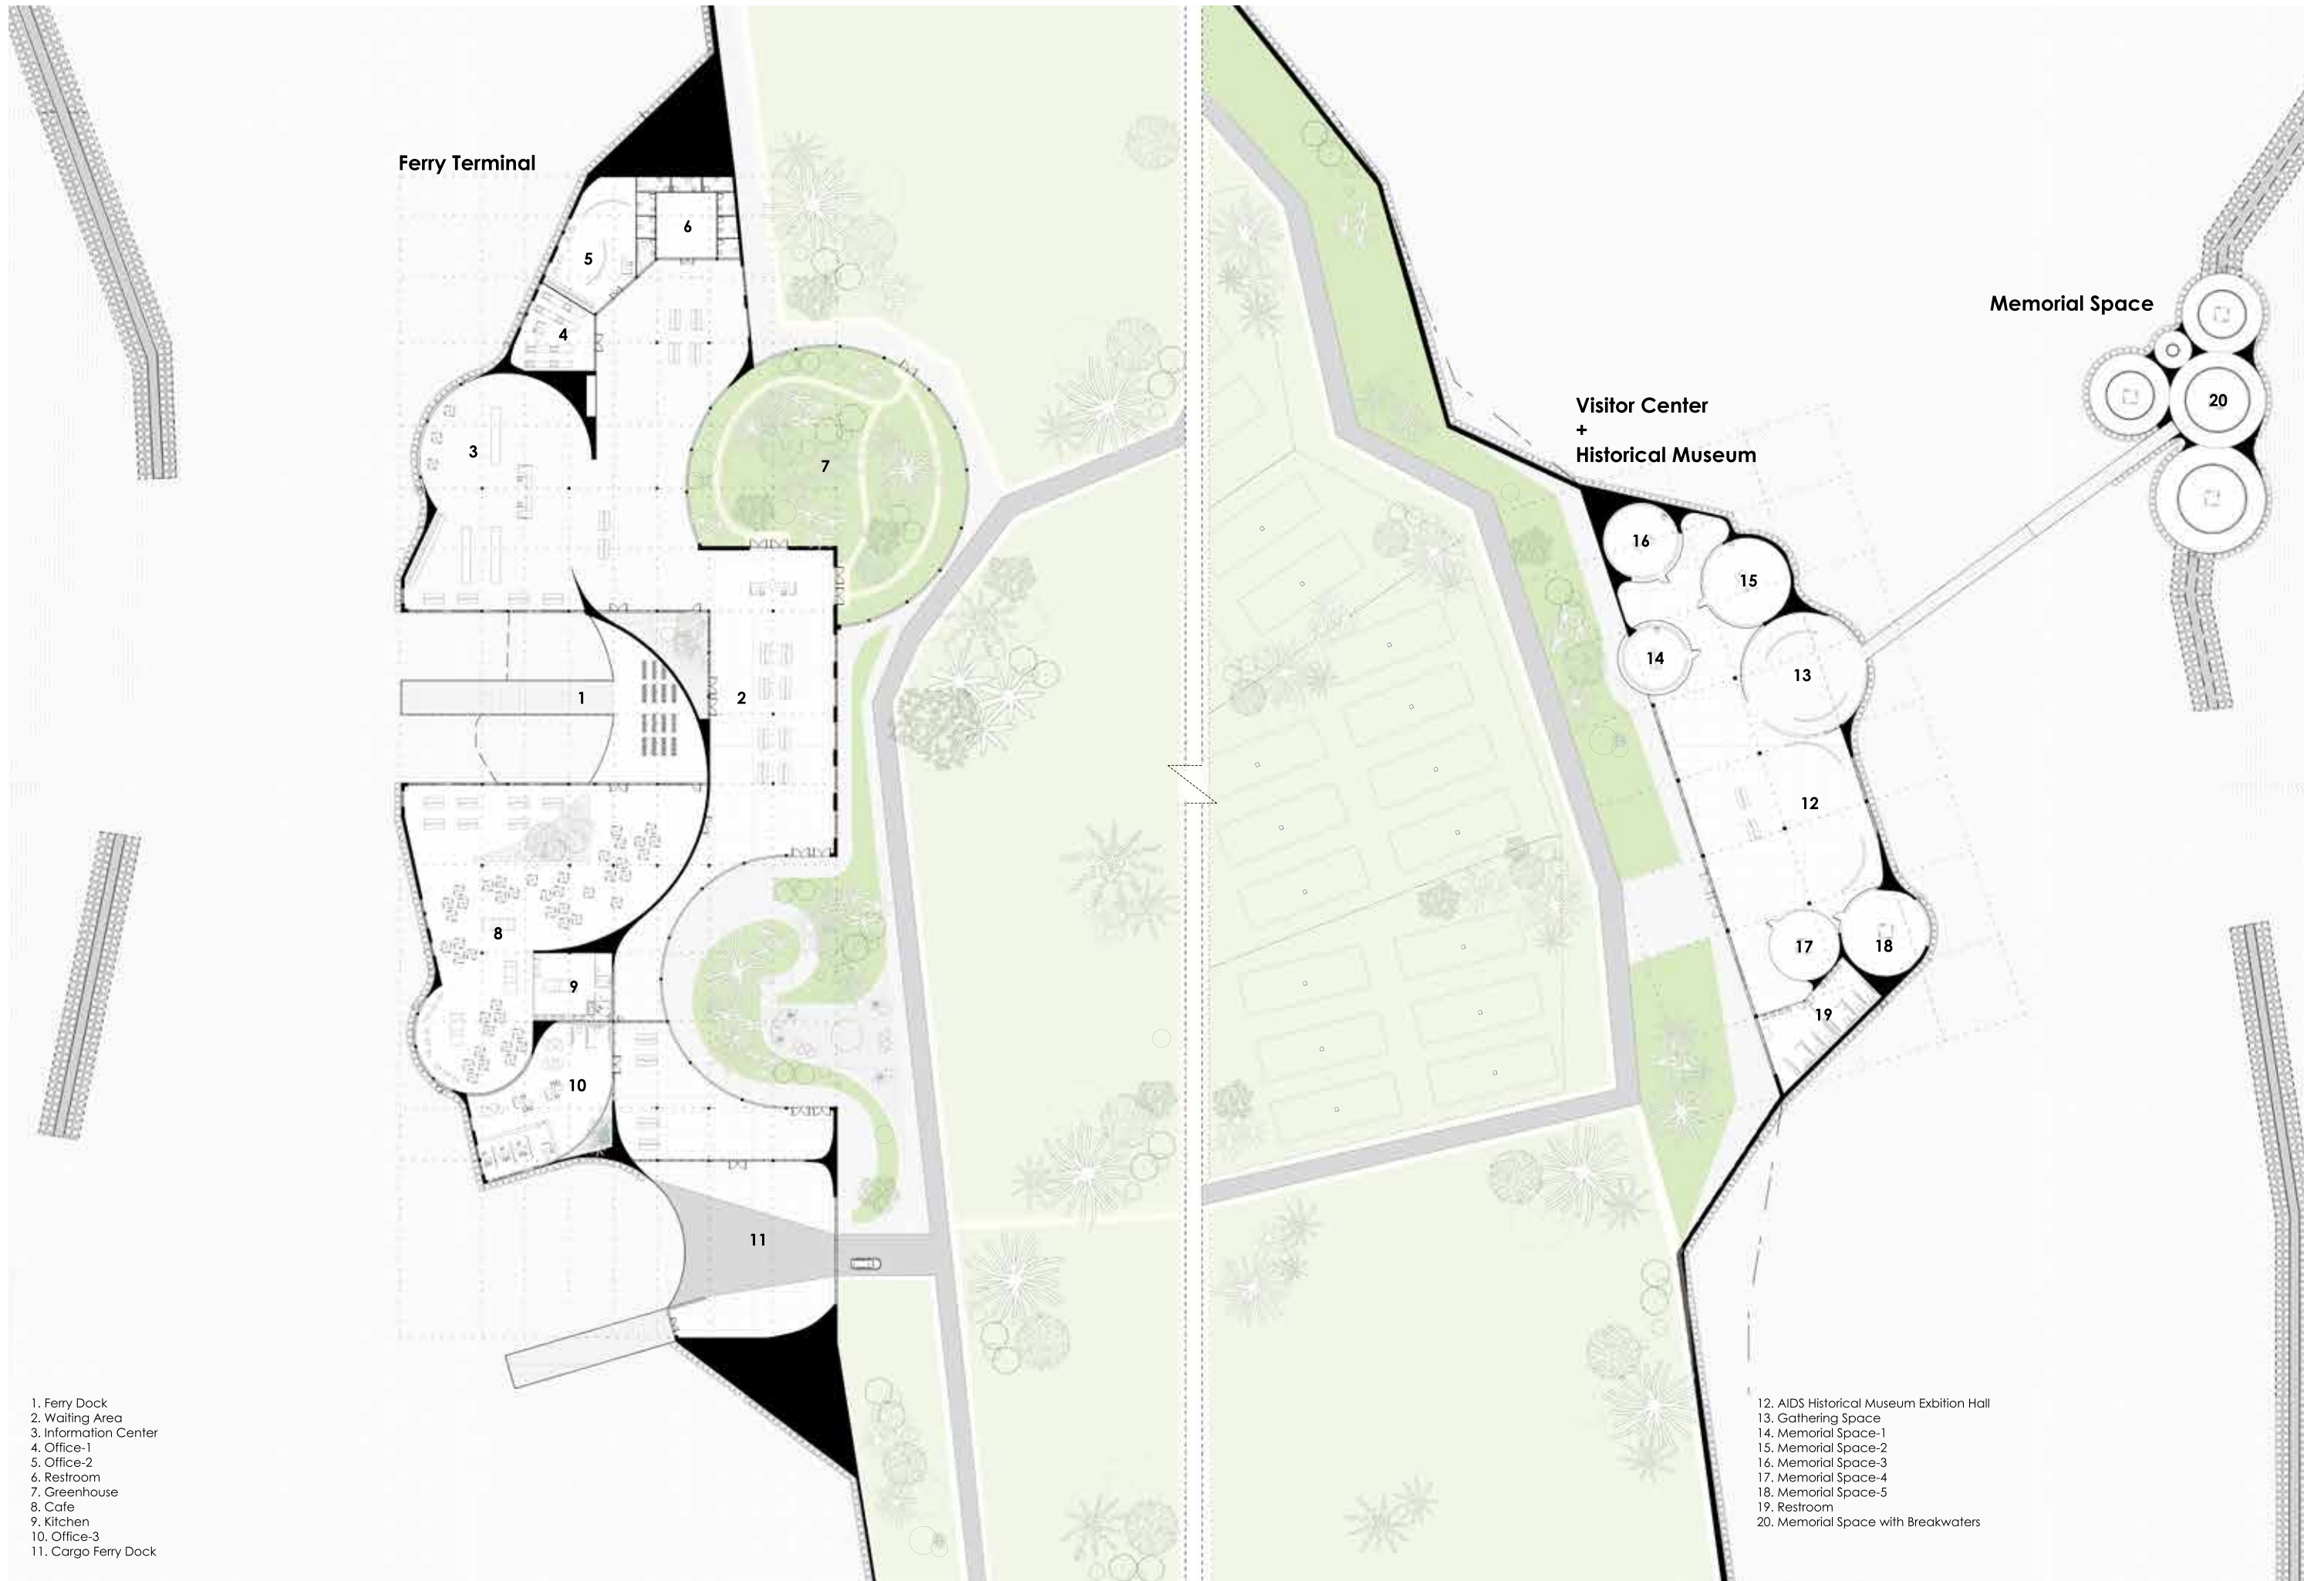 Ferry Terminal
6
5
4
3
7
1
2
8
9
10
11
Memorial Space
20
Visitor Center
+
Historical Museum
16
15
14
13
12
17
18
19
1. Ferry Dock
2. Waiting Area
3. Information Center
4. Office-1
5. Office-2
6. Restroom
7. Greenhouse
8. Cafe
9. Kitchen
10. Office-3
11. Cargo Ferry Dock
12. AIDS Historical Museum Exbition Hall
13. Gathering Space
14. Memorial Space-1
15. Memorial Space-2
16. Memorial Space-3
17. Memorial Space-4
18. Memorial Space-5
19. Restroom
20. Memorial Space with Breakwaters